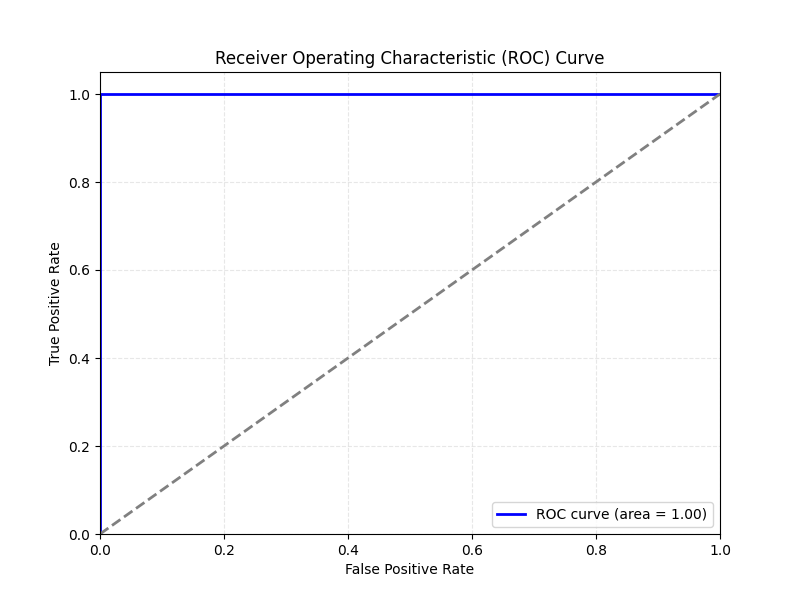 Receiver Operating Characteristic (ROC) Curve
1.0
0.8
0.6
0.4
0.2
0.0
True Positive Rate
ROC curve (area = 1.00)
0.0 0.2 0.4 0.6 0.8 1.0
False Positive Rate